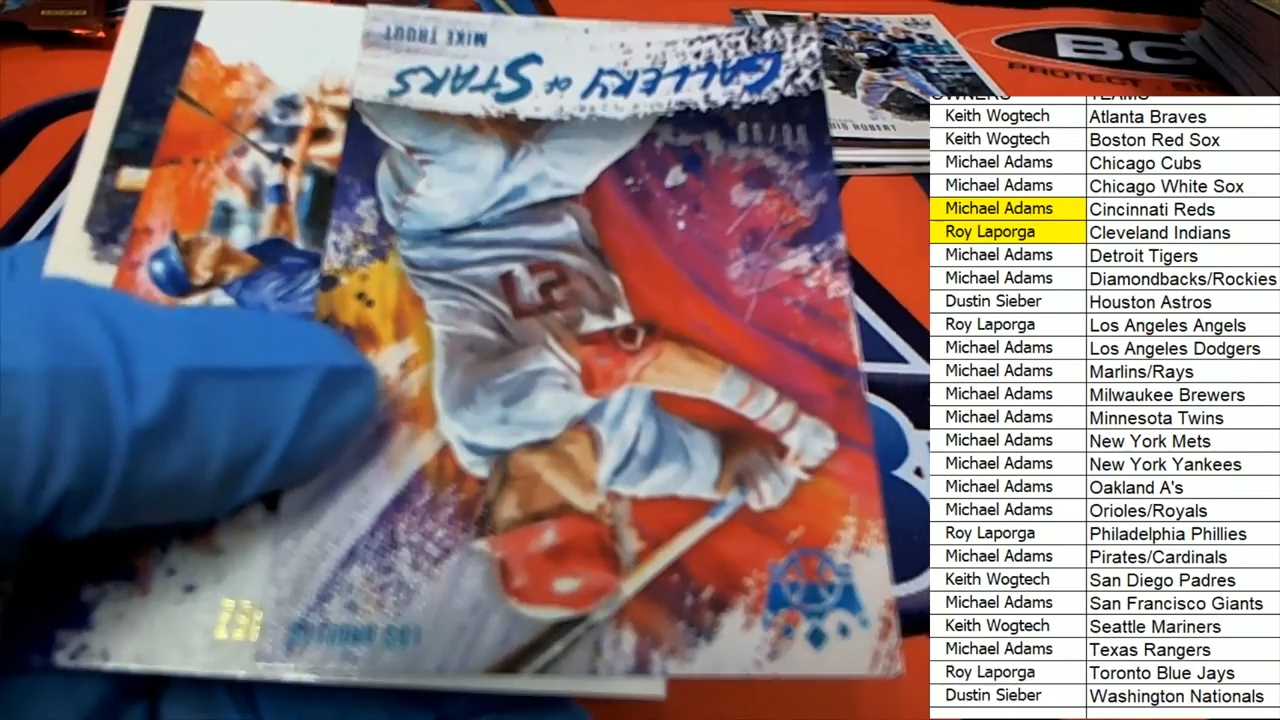 MIKE TROUT
GALLERY OF STARS
BC
PROTECT
OWNERS TEAMS
Keith Wogtech Atlanta Braves
Keith Wogtech Boston Red Sox
Michael Adams Chicago Cubs
Michael Adams Chicago White Sox
Michael Adams Cincinnati Reds
Roy Laporga Cleveland Indians
Michael Adams Detroit Tigers
Michael Adams Diamondbacks/Rockies
Dustin Sieber Houston Astros
Roy Laporga Los Angeles Angels
Michael Adams Los Angeles Dodgers
Michael Adams Marlins/Rays
Michael Adams Milwaukee Brewers
Michael Adams Minnesota Twins
Michael Adams New York Mets
Michael Adams New York Yankees
Michael Adams Oakland A's
Michael Adams Orioles/Royals
Roy Laporga Philadelphia Phillies
Michael Adams Pirates/Cardinals
Keith Wogtech San Diego Padres
Michael Adams San Francisco Giants
Keith Wogtech Seattle Mariners
Michael Adams Texas Rangers
Roy Laporga Toronto Blue Jays
Dustin Sieber Washington Nationals